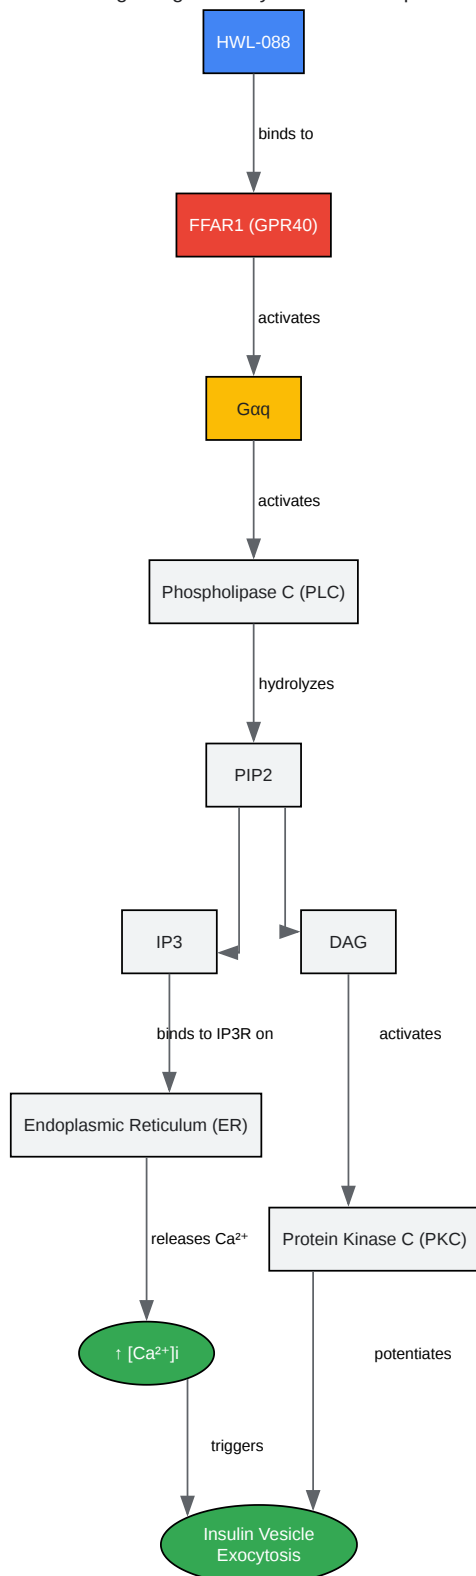 HWL-088
binds to
FFAR1 (GPR40)
activates
Gαq
activates
Phospholipase C (PLC)
hydrolyzes
PIP2
IP3
DAG
binds to IP3R on
activates
Endoplasmic Reticulum (ER)
releases Ca²⁺
Protein Kinase C (PKC)
↑ [Ca²⁺]i
potentiates
triggers
Insulin Vesicle
Exocytosis